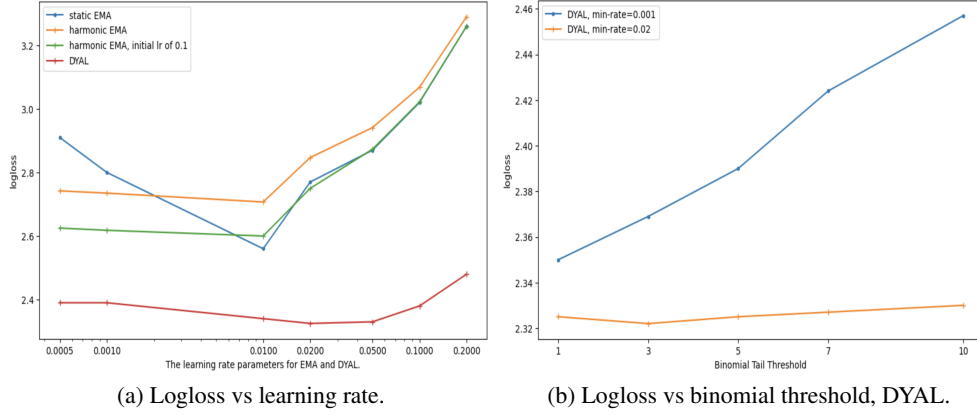 static EMA
harmonic EMA
harmonic EMA, initial lr of 0.1
DYAL
logloss
3.2
3.0
2.8
2.6
2.4
0.0005 0.0010 0.0100 0.0200 0.0500 0.1000 0.2000
The learning rate parameters for EMA and DYAL.
(a) Logloss vs learning rate.
DYAL, min-rate=0.001
DYAL, min-rate=0.02
logloss
2.46
2.44
2.42
2.40
2.38
2.36
2.34
2.32
1 3 5 7 10
Binomial Tail Threshold
(b) Logloss vs binomial threshold, DYAL.